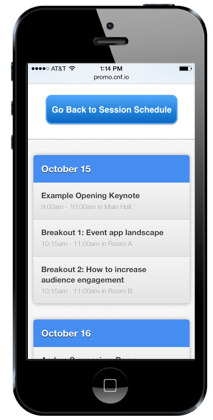 AT&T 1:14 PM
promo.cnf.io
Go Back to Session Schedule
October 15
Example Opening Keynote
9:00am - 10:00am in Main Hall
Breakout 1: Event app landscape
10:15am - 11:00am in Room A
Breakout 2: How to increase
audience engagement
10:15am - 11:00am in Room B
October 16